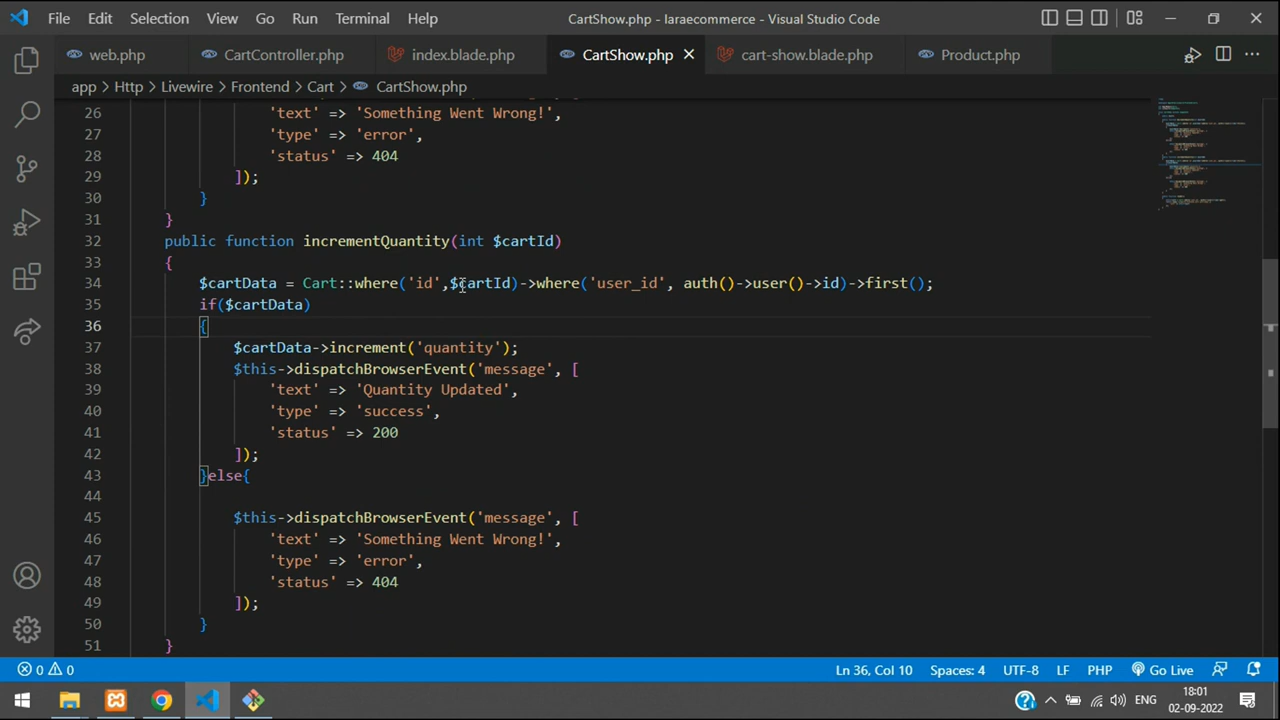 File Edit Selection View Go Run Terminal Help CartShow.php - laraecommerce - Visual Studio Code
web.php CartController.php index.blade.php CartShow.php cart-show.blade.php Product.php
app > Http > Livewire > Frontend > Cart > CartShow.php
26 'text' => 'Something Went Wrong!',
27 'type' => 'error',
28 'status' => 404
29 ]);
30 }
31 }
32 public function incrementQuantity(int $cartId)
33 {
34 $cartData = Cart::where('id',$cartId)->where('user_id', auth()->user()->id)->first();
35 if($cartData)
36 {
37 $cartData->increment('quantity');
38 $this->dispatchBrowserEvent('message', [
39 'text' => 'Quantity Updated',
40 'type' => 'success',
41 'status' => 200
42 ]);
43 }else{
44
45 $this->dispatchBrowserEvent('message', [
46 'text' => 'Something Went Wrong!',
47 'type' => 'error',
48 'status' => 404
49 ]);
50 }
51 }
0 0 Ln 36, Col 10 Spaces: 4 UTF-8 LF PHP Go Live
ENG 18:01
02-09-2022